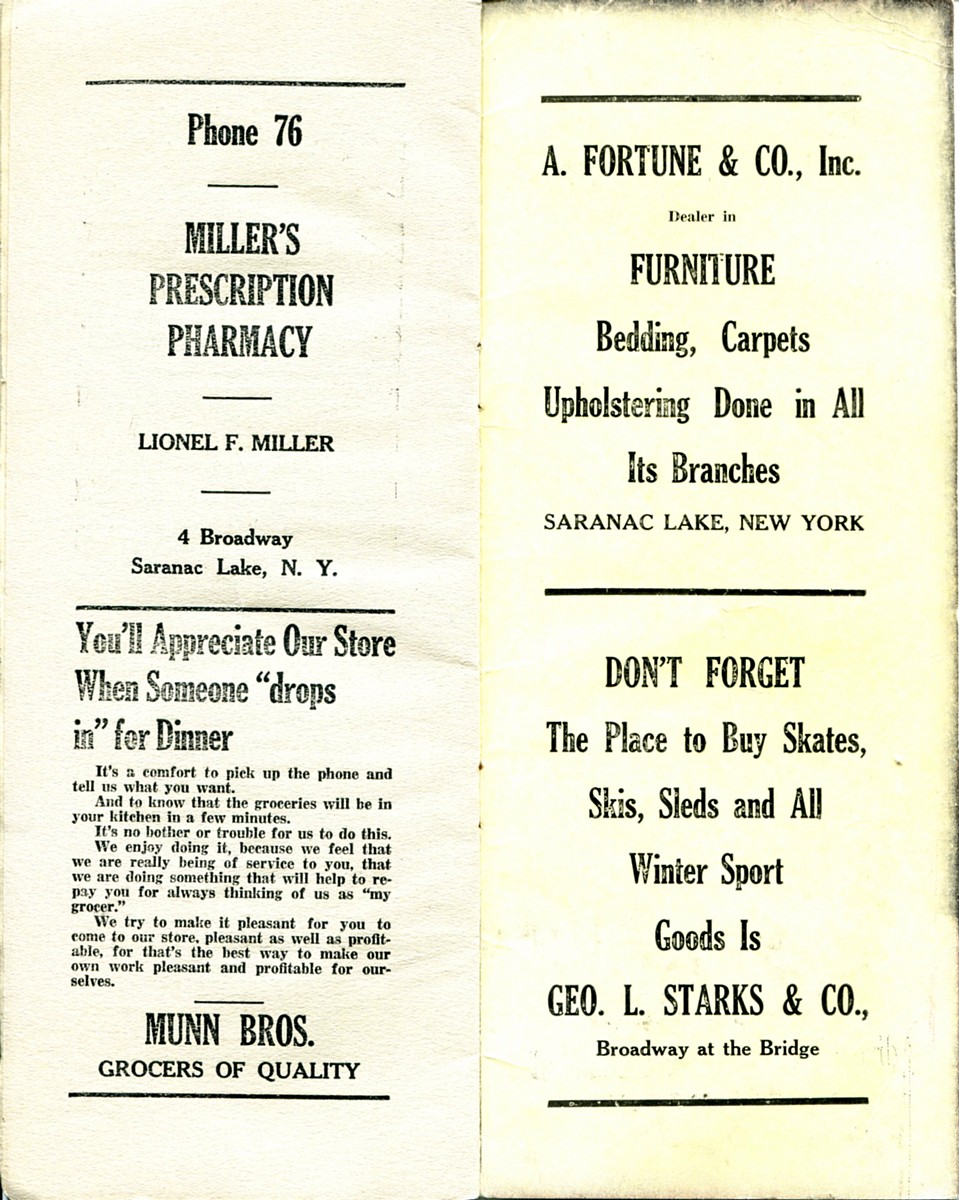 Phone 76
MILLER'S
PRESCRIPTION
PHARMACY
LIONEL F. MILLER
4 Broadway
Saranac Lake, N. Y.
You'll Appreciate Our Store
When Someone "drops
in" for Dinner
It's a comfort to pick up the phone and
tell us what you want.
And to know that the groceries will be in
your kitchen in a few minutes.
It's no bother or trouble for us to do this.
We enjoy doing it, because we feel that
we are really being of service to you, that
we are doing something that will help to re-
pay you for always thinking of us as "my
grocer."
We try to make it pleasant for you to
come to our store, pleasant as well as profit-
able, for that's the best way to make our
own work pleasant and profitable for our-
selves.
MUNN BROS.
GROCERS OF QUALITY
A. FORTUNE & CO., Inc.
Dealer in
FURNITURE
Bedding, Carpets
Upholstering Done in All
Its Branches
SARANAC LAKE, NEW YORK
DON'T FORGET
The Place to Buy Skates,
Skis, Sleds and All
Winter Sport
Goods Is
GEO. L. STARKS & CO.,
Broadway at the Bridge